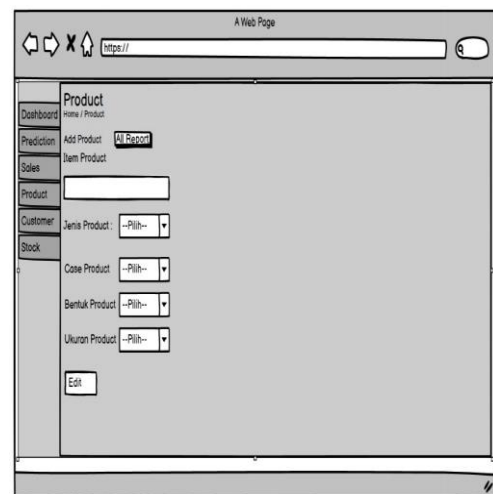 A Web Page
https://
Dashboard
Prediction
Sales
Product
Customer
Stock
Product
Home / Product
Add Product All Report
Item Product
Jenis Product : --Pilih--
Case Product --Pilih--
Bentuk Product --Pilih--
Ukuran Product --Pilih--
Edit